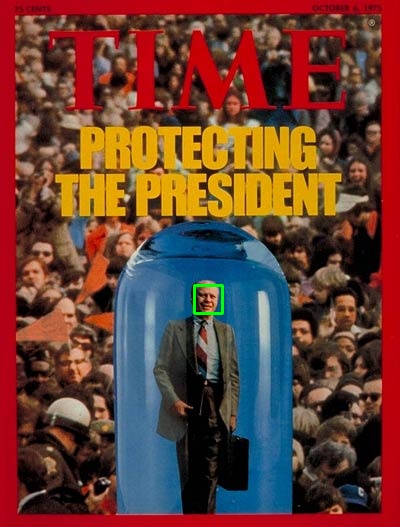 75 CENTS
OCTOBER 6, 1975
TIME
®
PROTECTING
THE PRESIDENT